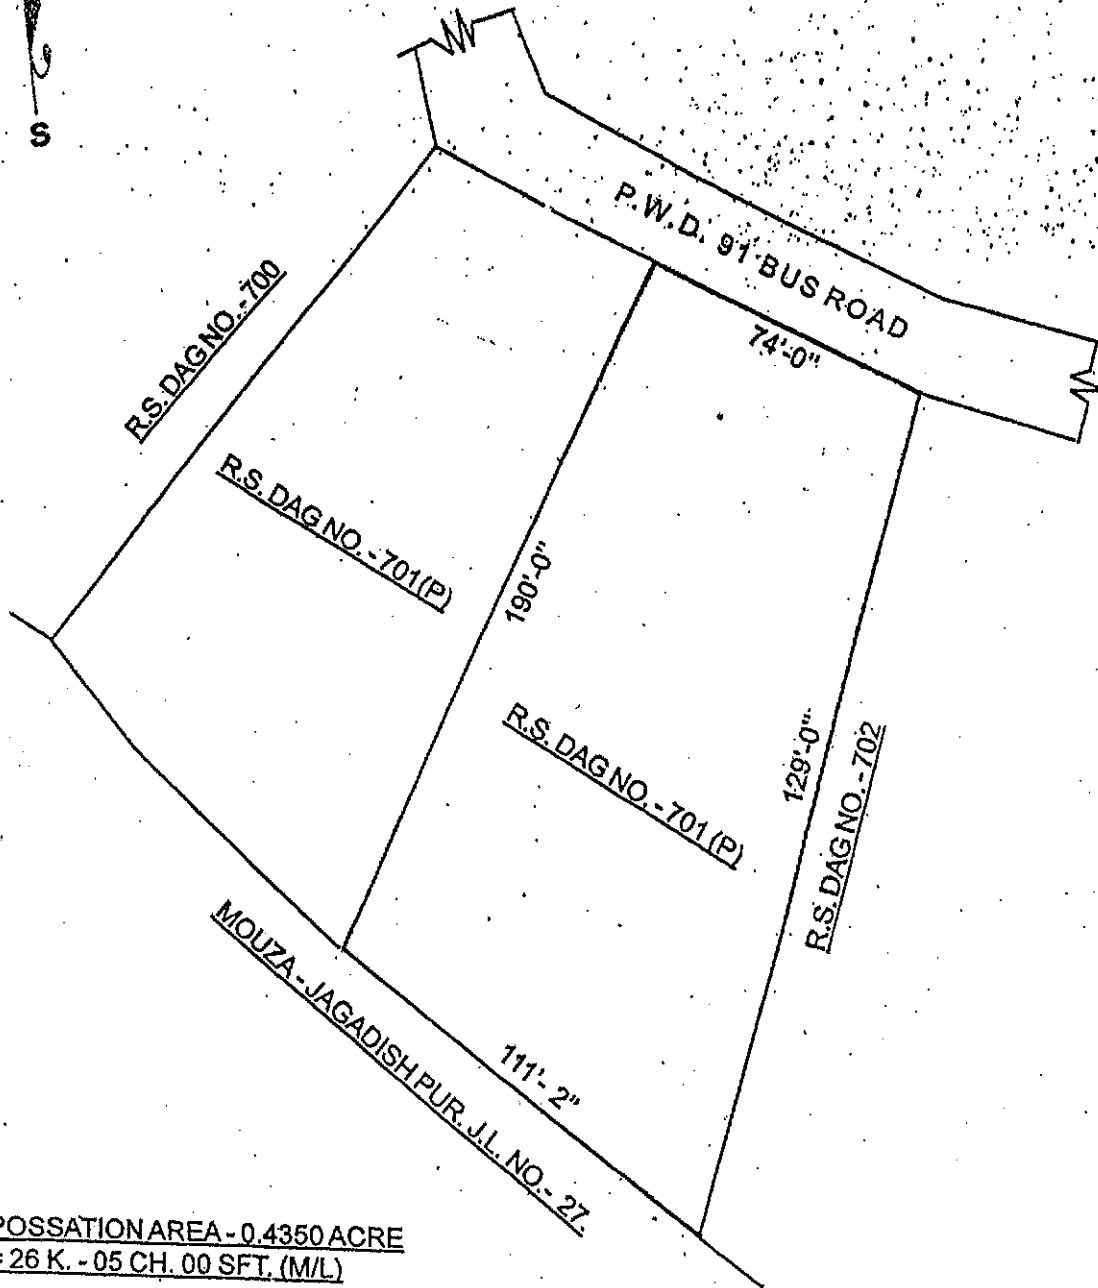 S
P.W.D. 91 BUS ROAD
74'-0"
R.S. DAG NO. - 700
R.S. DAG NO. - 701(P)
190'-0"
R.S. DAG NO. - 701 (P)
129'-0"
R.S. DAG NO. - 702
MOUZA - JAGADISHPUR. J.L. NO. - 27.
111'- 2"
POSSATION AREA - 0.4350 ACRE
= 26 K. - 05 CH. 00 SFT. (M/L)